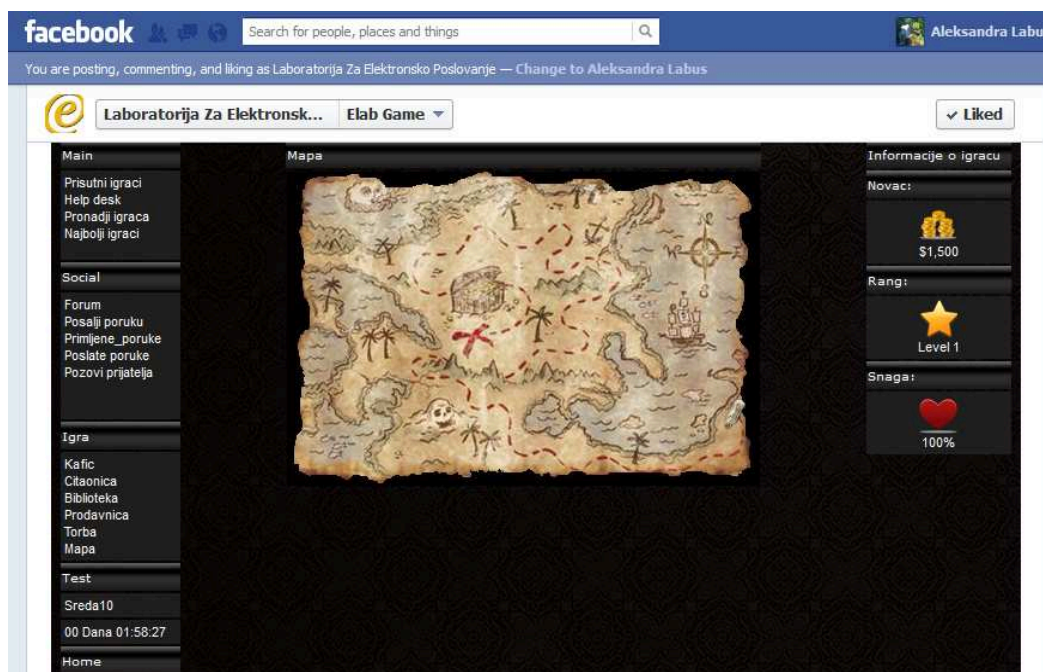 facebook
Search for people, places and things
Aleksandra Labu
You are posting, commenting, and liking as Laboratorija Za Elektronsko Poslovanje — Change to Aleksandra Labus
e
Laboratorija Za Elektronsk...
Elab Game
✓ Liked
Main
Prisutni igraci
Help desk
Pronadji igraca
Najbolji igraci
Social
Forum
Posalji poruku
Primljene_poruke
Poslate poruke
Pozovi prijatelja
Igra
Kafic
Citaonica
Biblioteka
Prodavnica
Torba
Mapa
Test
Sreda10
00 Dana 01:58:27
Home
Mapa
N
W
E
S
Informacije o igracu
Novac:
$1,500
Rang:
Level 1
Snaga:
100%